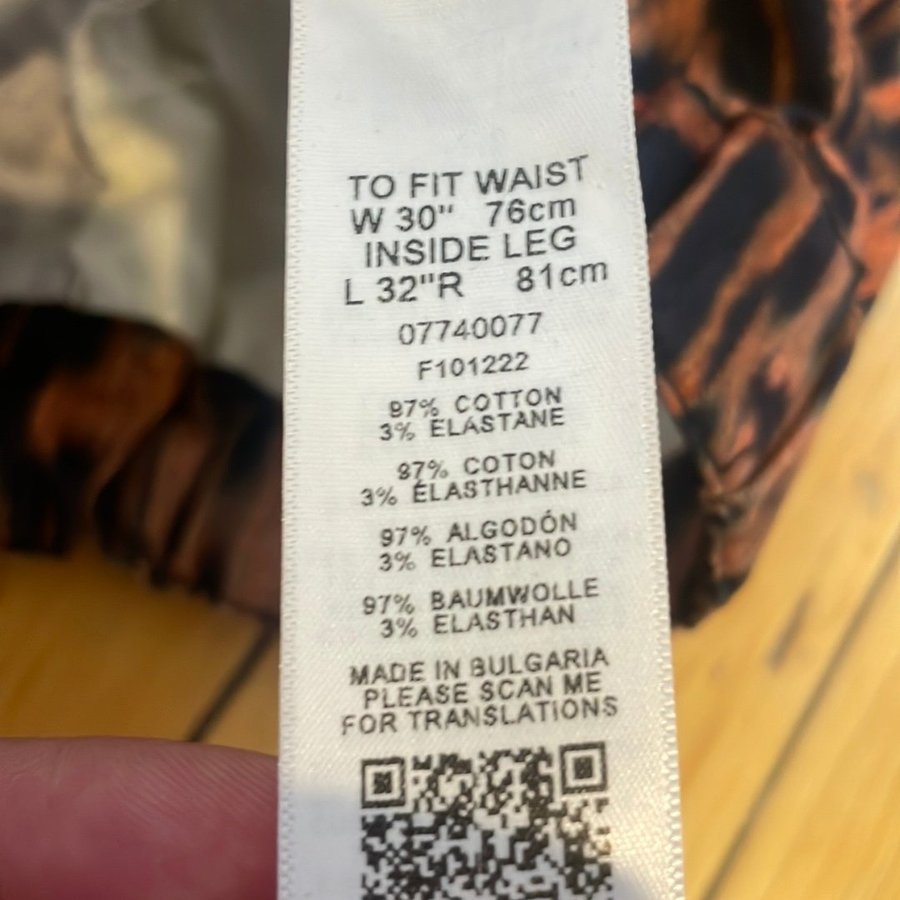 TO FIT WAIST
W 30" 76cm
INSIDE LEG
L 32"R 81cm
07740077
F101222
97% COTTON
3% ELASTANE
97% COTON
3% ÉLASTHANNE
97% ALGODÓN
3% ELASTANO
97% BAUMWOLLE
3% ELASTHAN
MADE IN BULGARIA
PLEASE SCAN ME
FOR TRANSLATIONS